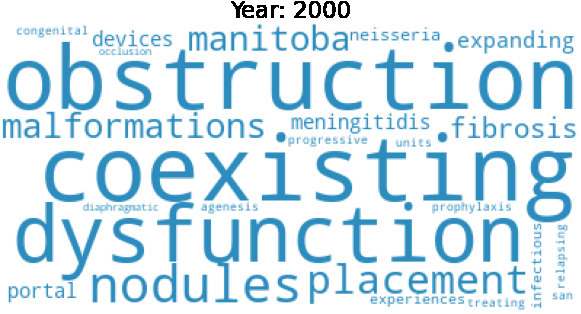 Year: 2000
congenital devices manitoba neisseria expanding
occlusion
obstruction
malformations meningitidis fibrosis
progressive units
coexisting
diaphragmatic agenesis prophylaxis
dysfunction
infectious
relapsing
portal nodules placement
experiences treating san